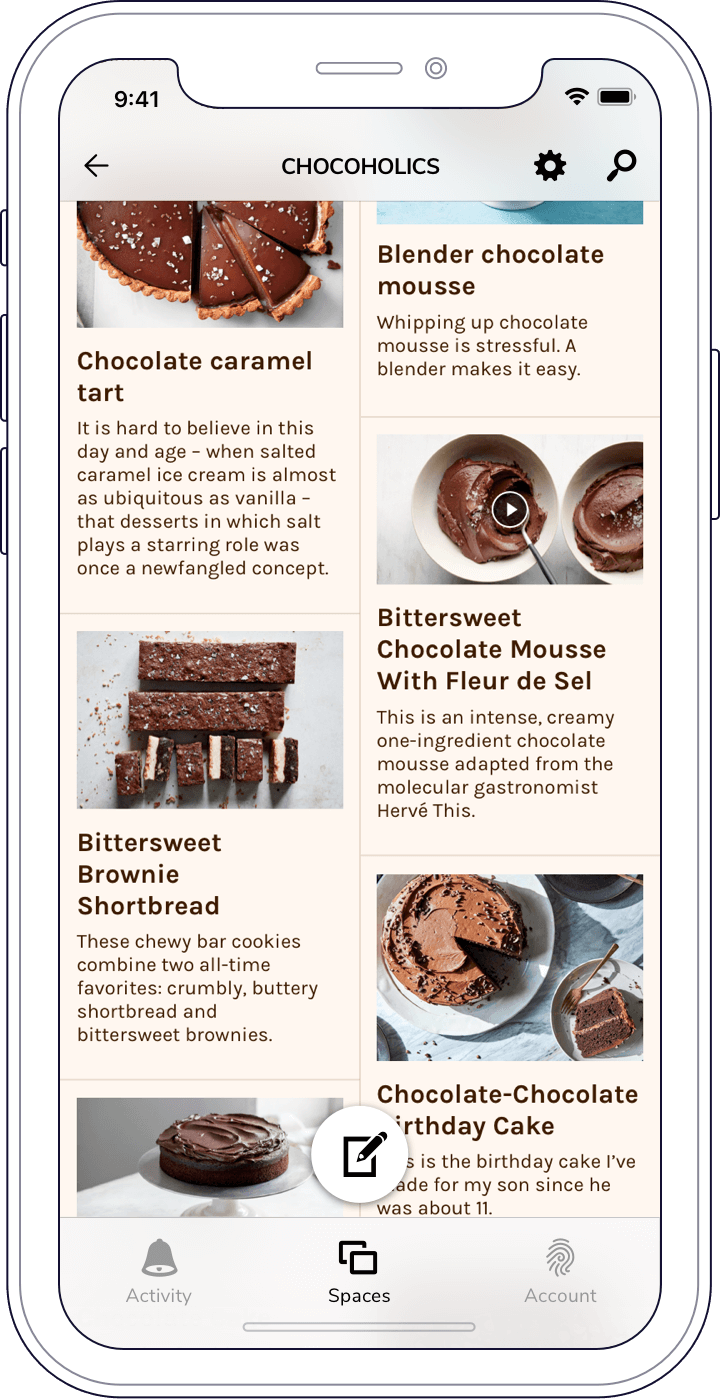 9:41
CHOCOHOLICS
Chocolate caramel
tart
It is hard to believe in this
day and age – when salted
caramel ice cream is almost
as ubiquitous as vanilla –
that desserts in which salt
plays a starring role was
once a newfangled concept.
Bittersweet
Brownie
Shortbread
These chewy bar cookies
combine two all-time
favorites: crumbly, buttery
shortbread and
bittersweet brownies.
Blender chocolate
mousse
Whipping up chocolate
mousse is stressful. A
blender makes it easy.
Bittersweet
Chocolate Mousse
With Fleur de Sel
This is an intense, creamy
one-ingredient chocolate
mousse adapted from the
molecular gastronomist
Hervé This.
Chocolate-Chocolate
Birthday Cake
This is the birthday cake I’ve
made for my son since he
was about 11.
Activity
Spaces
Account